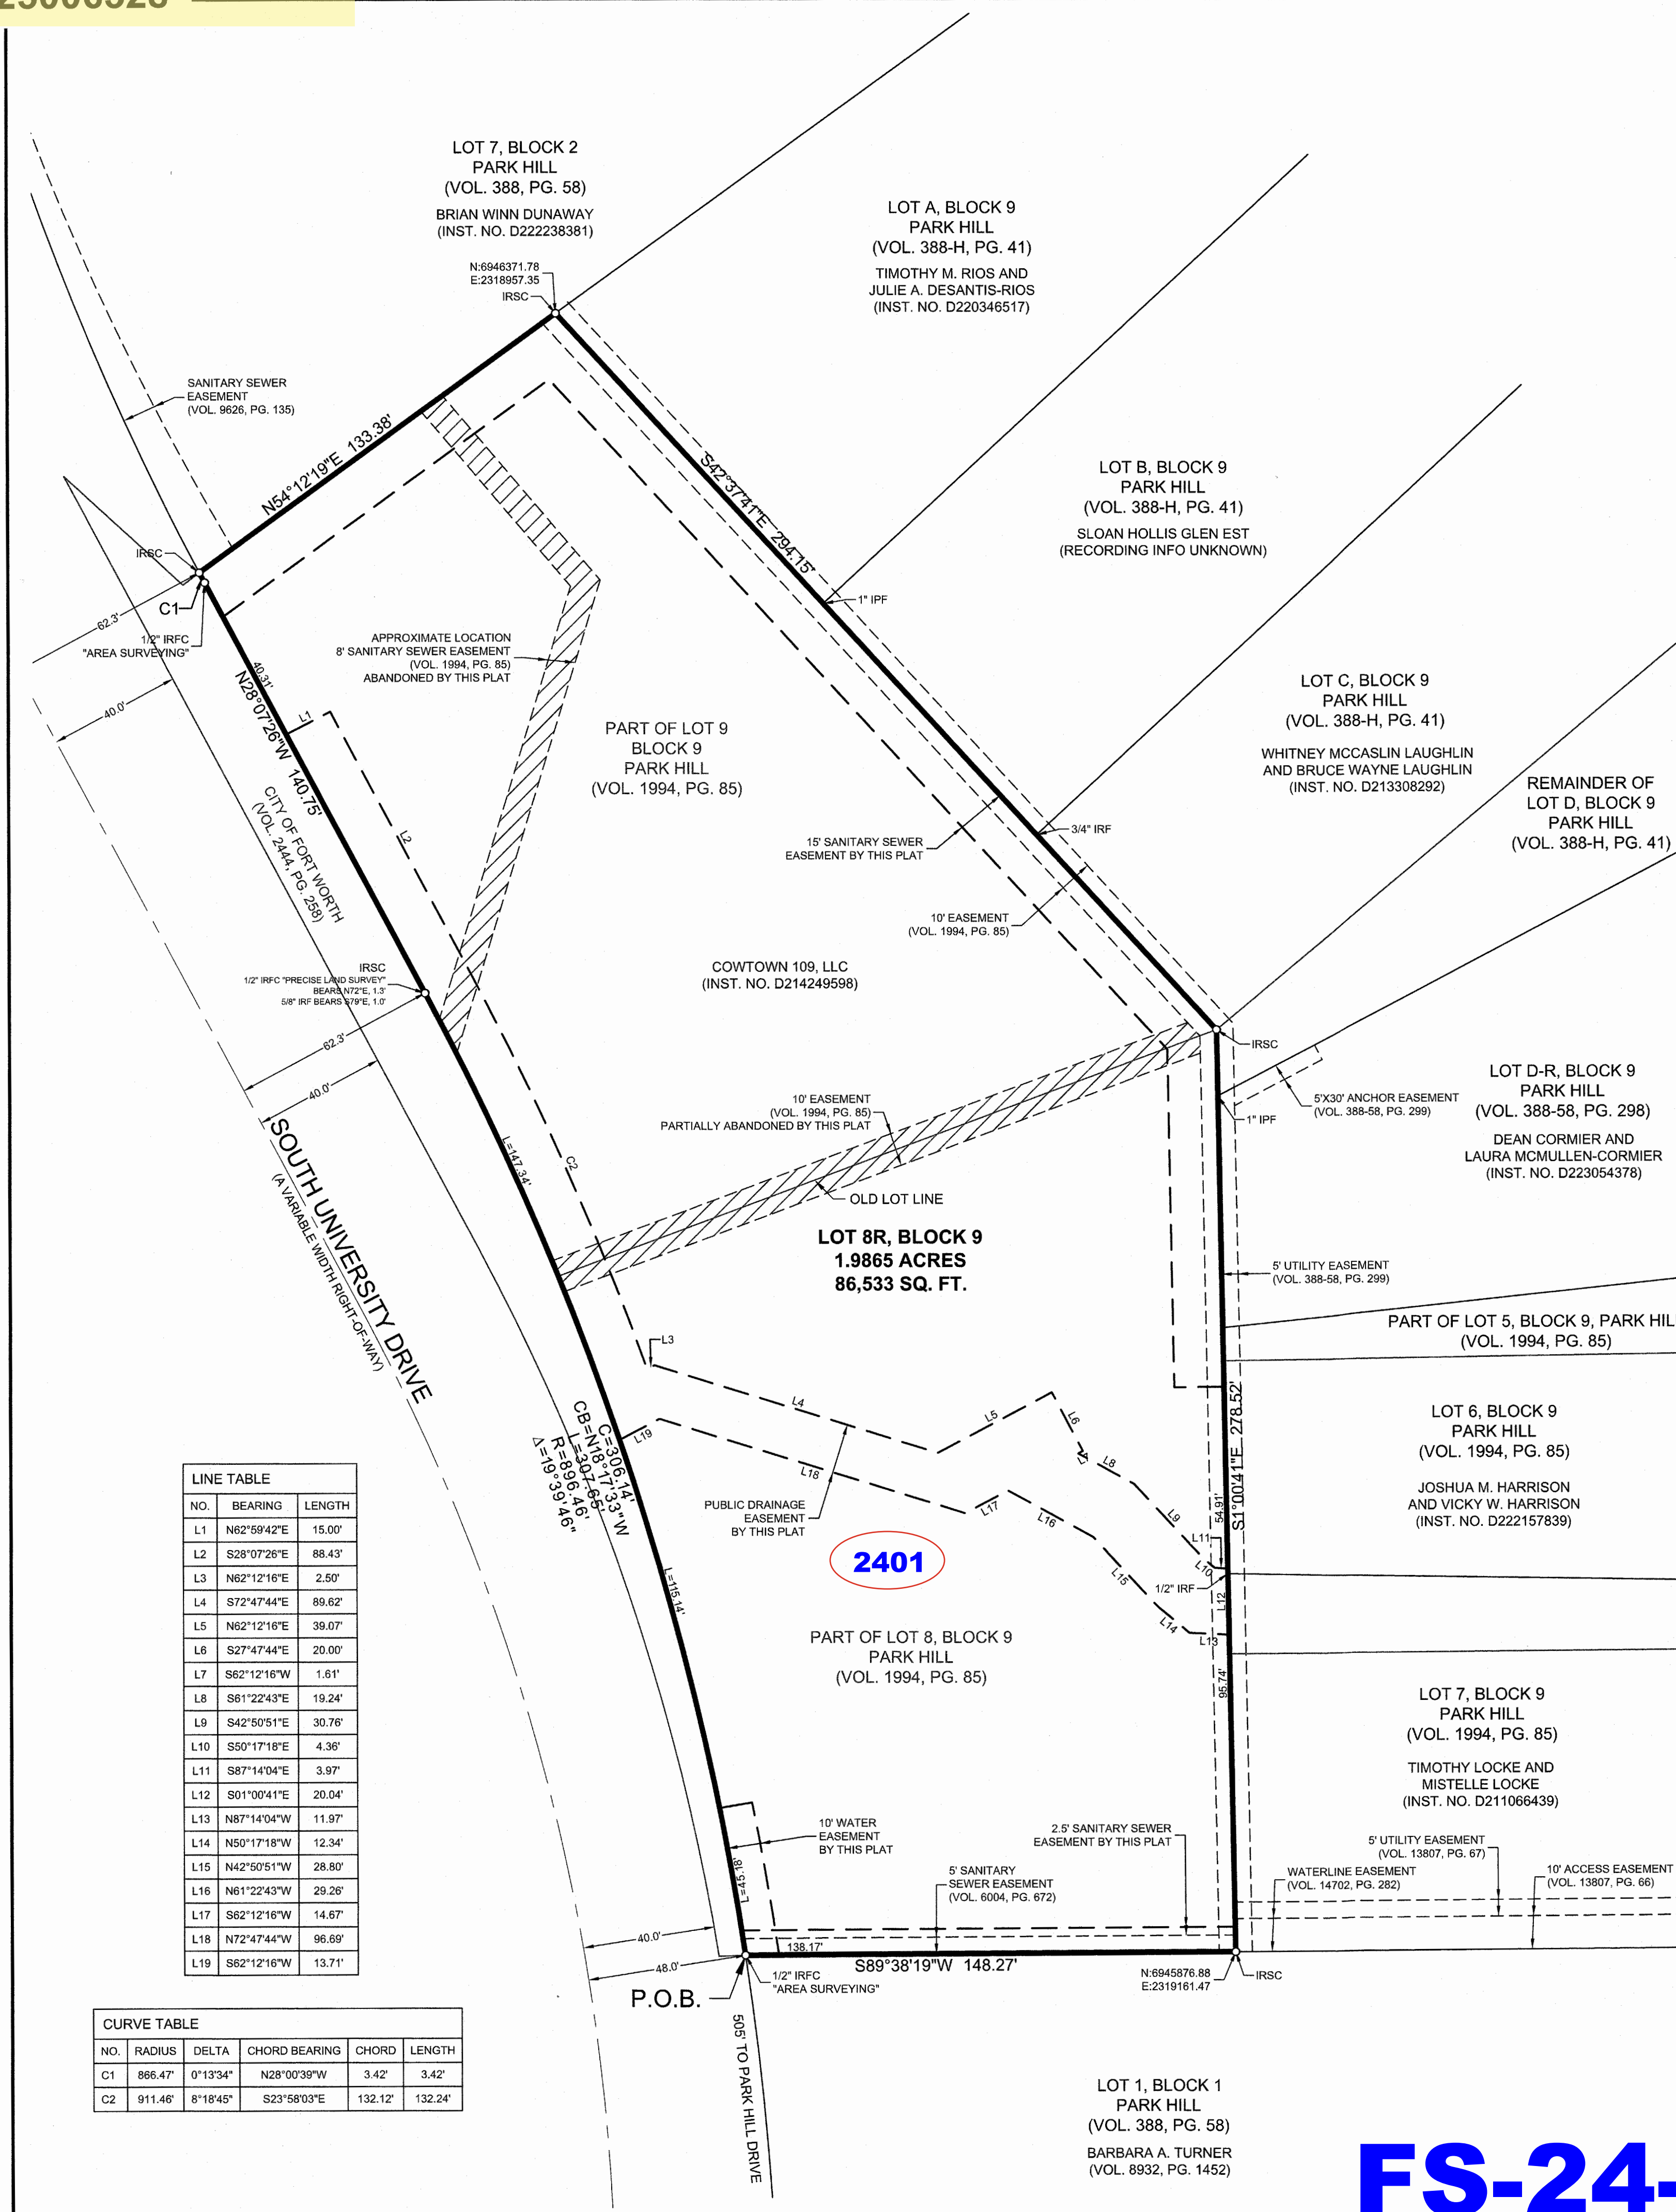 LOT 7, BLOCK 2
PARK HILL
(VOL. 388, PG. 58)
BRIAN WINN DUNAWAY
(INST. NO. D222238381)
N:6946371.78
E:2318957.35
IRSC
LOT A, BLOCK 9
PARK HILL
(VOL. 388-H, PG. 41)
TIMOTHY M. RIOS AND
JULIE A. DESANTIS-RIOS
(INST. NO. D220346517)
SANITARY SEWER
EASEMENT
(VOL. 9626, PG. 135)
N54°12'19"E 133.38'
S42°37'41"E 294.15'
LOT B, BLOCK 9
PARK HILL
(VOL. 388-H, PG. 41)
SLOAN HOLLIS GLEN EST
(RECORDING INFO UNKNOWN)
IRSC
C1
62.3'
1/2" IRFC
"AREA SURVEYING"
40.0'
1" IPF
APPROXIMATE LOCATION
8' SANITARY SEWER EASEMENT
(VOL. 1994, PG. 85)
ABANDONED BY THIS PLAT
40.31'
N28°07'26"W 140.75'
L1
L2
PART OF LOT 9
BLOCK 9
PARK HILL
(VOL. 1994, PG. 85)
LOT C, BLOCK 9
PARK HILL
(VOL. 388-H, PG. 41)
WHITNEY MCCASLIN LAUGHLIN
AND BRUCE WAYNE LAUGHLIN
(INST. NO. D213308292)
REMAINDER OF
LOT D, BLOCK 9
PARK HILL
(VOL. 388-H, PG. 41)
CITY OF FORT WORTH
(VOL. 2444, PG. 258)
15' SANITARY SEWER
EASEMENT BY THIS PLAT
3/4" IRF
10' EASEMENT
(VOL. 1994, PG. 85)
IRSC
1/2" IRFC "PRECISE LAND SURVEY"
BEARS N72°E, 1.3'
5/8" IRF BEARS S79°E, 1.0'
COWTOWN 109, LLC
(INST. NO. D214249598)
62.3'
40.0'
IRSC
LOT D-R, BLOCK 9
PARK HILL
(VOL. 388-58, PG. 298)
DEAN CORMIER AND
LAURA MCMULLEN-CORMIER
(INST. NO. D223054378)
5'X30' ANCHOR EASEMENT
(VOL. 388-58, PG. 299)
1" IPF
10' EASEMENT
(VOL. 1994, PG. 85)
PARTIALLY ABANDONED BY THIS PLAT
SOUTH UNIVERSITY DRIVE
(A VARIABLE WIDTH RIGHT-OF-WAY)
L=147.34'
C2
OLD LOT LINE
LOT 8R, BLOCK 9
1.9865 ACRES
86,533 SQ. FT.
5' UTILITY EASEMENT
(VOL. 388-58, PG. 299)
PART OF LOT 5, BLOCK 9, PARK HIL
(VOL. 1994, PG. 85)
L3
L4
L5
L6
L7
L8
L9
L10
L11
L12
L13
L14
L15
L16
L17
L18
L19
C=306.14'
CB=N18°17'33"W
L=307.65'
R=896.46'
Δ=19°39'46"
S1°00'41"E 278.52'
54.91'
LOT 6, BLOCK 9
PARK HILL
(VOL. 1994, PG. 85)
JOSHUA M. HARRISON
AND VICKY W. HARRISON
(INST. NO. D222157839)
PUBLIC DRAINAGE
EASEMENT
BY THIS PLAT
2401
1/2" IRF
L=115.14'
PART OF LOT 8, BLOCK 9
PARK HILL
(VOL. 1994, PG. 85)
95.74'
LOT 7, BLOCK 9
PARK HILL
(VOL. 1994, PG. 85)
TIMOTHY LOCKE AND
MISTELLE LOCKE
(INST. NO. D211066439)
LINE TABLE
NO. BEARING LENGTH
L1 N62°59'42"E 15.00'
L2 S28°07'26"E 88.43'
L3 N62°12'16"E 2.50'
L4 S72°47'44"E 89.62'
L5 N62°12'16"E 39.07'
L6 S27°47'44"E 20.00'
L7 S62°12'16"W 1.61'
L8 S61°22'43"E 19.24'
L9 S42°50'51"E 30.76'
L10 S50°17'18"E 4.36'
L11 S87°14'04"E 3.97'
L12 S01°00'41"E 20.04'
L13 N87°14'04"W 11.97'
L14 N50°17'18"W 12.34'
L15 N42°50'51"W 28.80'
L16 N61°22'43"W 29.26'
L17 S62°12'16"W 14.67'
L18 N72°47'44"W 96.69'
L19 S62°12'16"W 13.71'
10' WATER
EASEMENT
BY THIS PLAT
L=45.18'
2.5' SANITARY SEWER
EASEMENT BY THIS PLAT
5' SANITARY
SEWER EASEMENT
(VOL. 6004, PG. 672)
5' UTILITY EASEMENT
(VOL. 13807, PG. 67)
WATERLINE EASEMENT
(VOL. 14702, PG. 282)
10' ACCESS EASEMENT
(VOL. 13807, PG. 66)
40.0'
48.0'
138.17'
S89°38'19"W 148.27'
1/2" IRFC
"AREA SURVEYING"
P.O.B.
N:6945876.88
E:2319161.47
IRSC
505' TO PARK HILL DRIVE
CURVE TABLE
NO. RADIUS DELTA CHORD BEARING CHORD LENGTH
C1 866.47' 0°13'34" N28°00'39"W 3.42' 3.42'
C2 911.46' 8°18'45" S23°58'03"E 132.12' 132.24'
LOT 1, BLOCK 1
PARK HILL
(VOL. 388, PG. 58)
BARBARA A. TURNER
(VOL. 8932, PG. 1452)
FS-24-